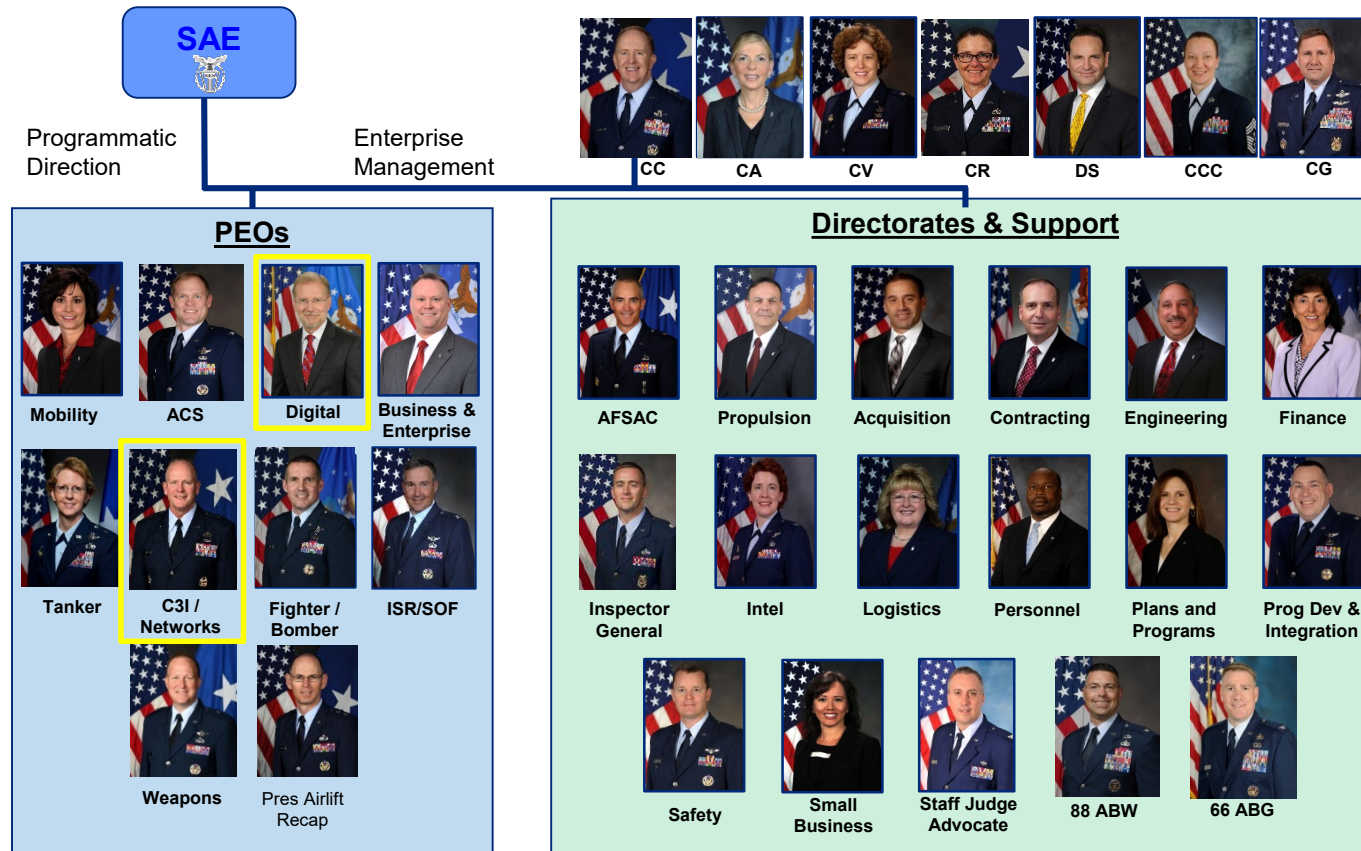 SAE
Programmatic
Direction
Enterprise
Management
CC
CA
CV
CR
DS
CCC
CG
PEOs
Mobility
ACS
Digital
Business &
Enterprise
Tanker
C3I /
Networks
Fighter /
Bomber
ISR/SOF
Weapons
Pres Airlift
Recap
Directorates & Support
AFSAC
Propulsion
Acquisition
Contracting
Engineering
Finance
Inspector
General
Intel
Logistics
Personnel
Plans and
Programs
Prog Dev &
Integration
Safety
Small
Business
Staff Judge
Advocate
88 ABW
66 ABG